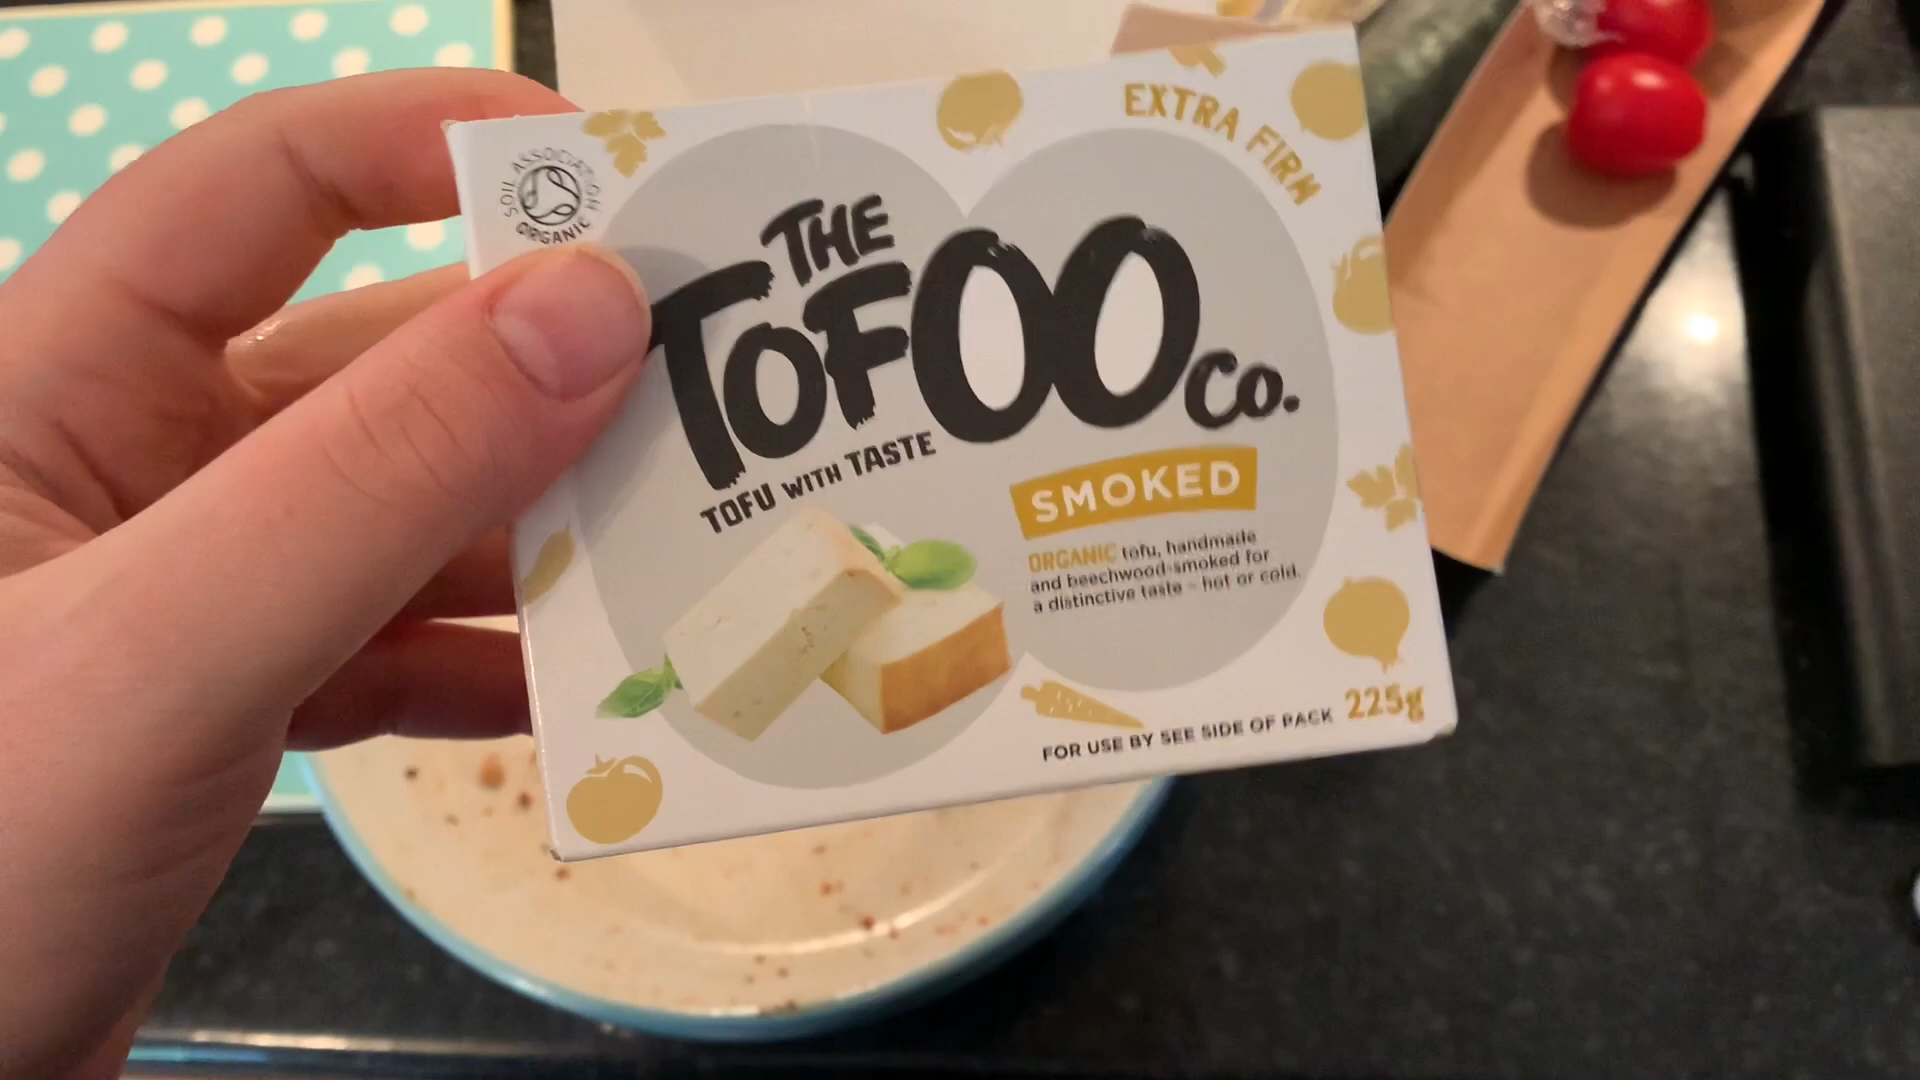 SOIL ASSOCIATION
ORGANIC
EXTRA FIRM
THE
TOFOO
Co.
TOFU WITH TASTE
SMOKED
ORGANIC tofu, handmade
and beechwood-smoked for
a distinctive taste - hot or cold.
FOR USE BY SEE SIDE OF PACK 225g